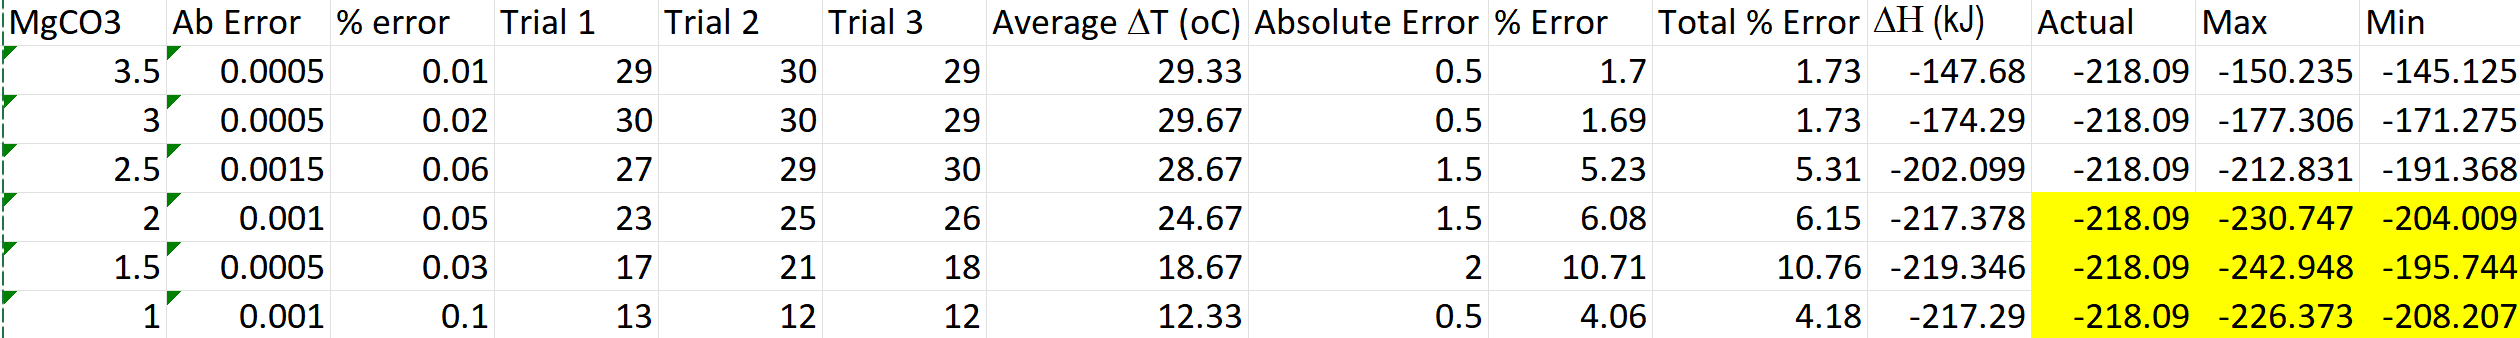 MgCO3 Ab Error % error Trial 1 Trial 2 Trial 3 Average ΔT (oC) Absolute Error % Error Total % Error ΔH (kJ) Actual Max Min
3.5 0.0005 0.01 29 30 29 29.33 0.5 1.7 1.73 -147.68 -218.09 -150.235 -145.125
3 0.0005 0.02 30 30 29 29.67 0.5 1.69 1.73 -174.29 -218.09 -177.306 -171.275
2.5 0.0015 0.06 27 29 30 28.67 1.5 5.23 5.31 -202.099 -218.09 -212.831 -191.368
2 0.001 0.05 23 25 26 24.67 1.5 6.08 6.15 -217.378 -218.09 -230.747 -204.009
1.5 0.0005 0.03 17 21 18 18.67 2 10.71 10.76 -219.346 -218.09 -242.948 -195.744
1 0.001 0.1 13 12 12 12.33 0.5 4.06 4.18 -217.29 -218.09 -226.373 -208.207